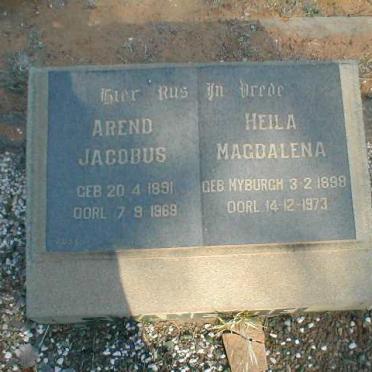 Hier Rus In Vrede
AREND
JACOBUS
GEB 20-4-1891
OORL 7-9-1969
HEILA
MAGDALENA
GEB MYBURGH 3-2-1898
OORL 14-12-1973